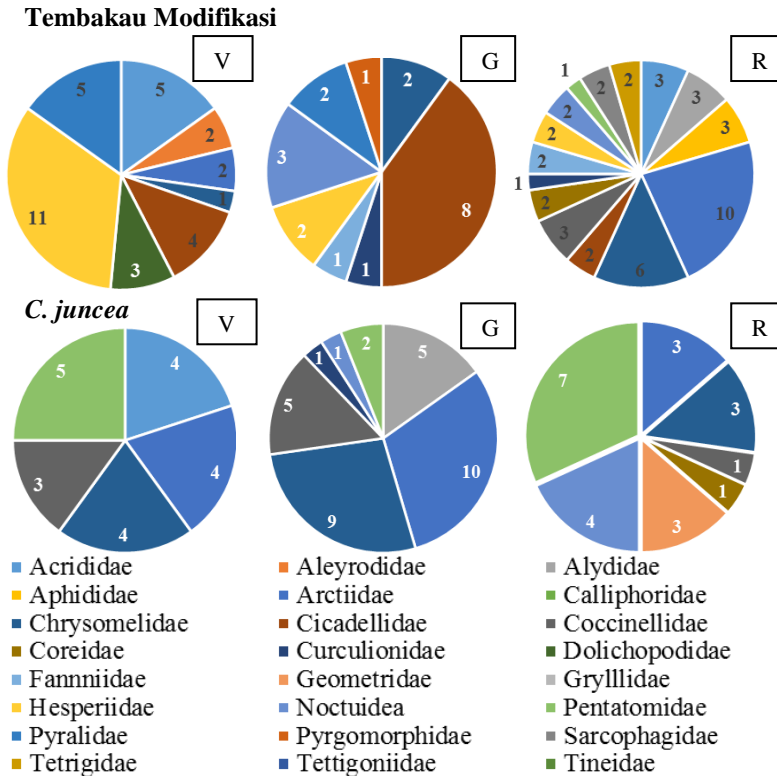 Tembakau Modifikasi
V
G
R
5 5 2 2 1 4 3 11
1 2 8 1 1 2 3 2
1 2 2 3 3 3 10 6 2 3 2 1 2 2 2
C. juncea
V
G
R
5 4 4 4 3
1 1 2 5 10 9 5
7 3 3 1 1 3 4
Acrididae Aleyrodidae Alydidae
Aphididae Arctiidae Calliphoridae
Chrysomelidae Cicadellidae Coccinellidae
Coreidae Curculionidae Dolichopodidae
Fannniidae Geometridae Grylllidae
Hesperiidae Noctuidea Pentatomidae
Pyralidae Pyrgomorphidae Sarcophagidae
Tetrigidae Tettigoniidae Tineidae